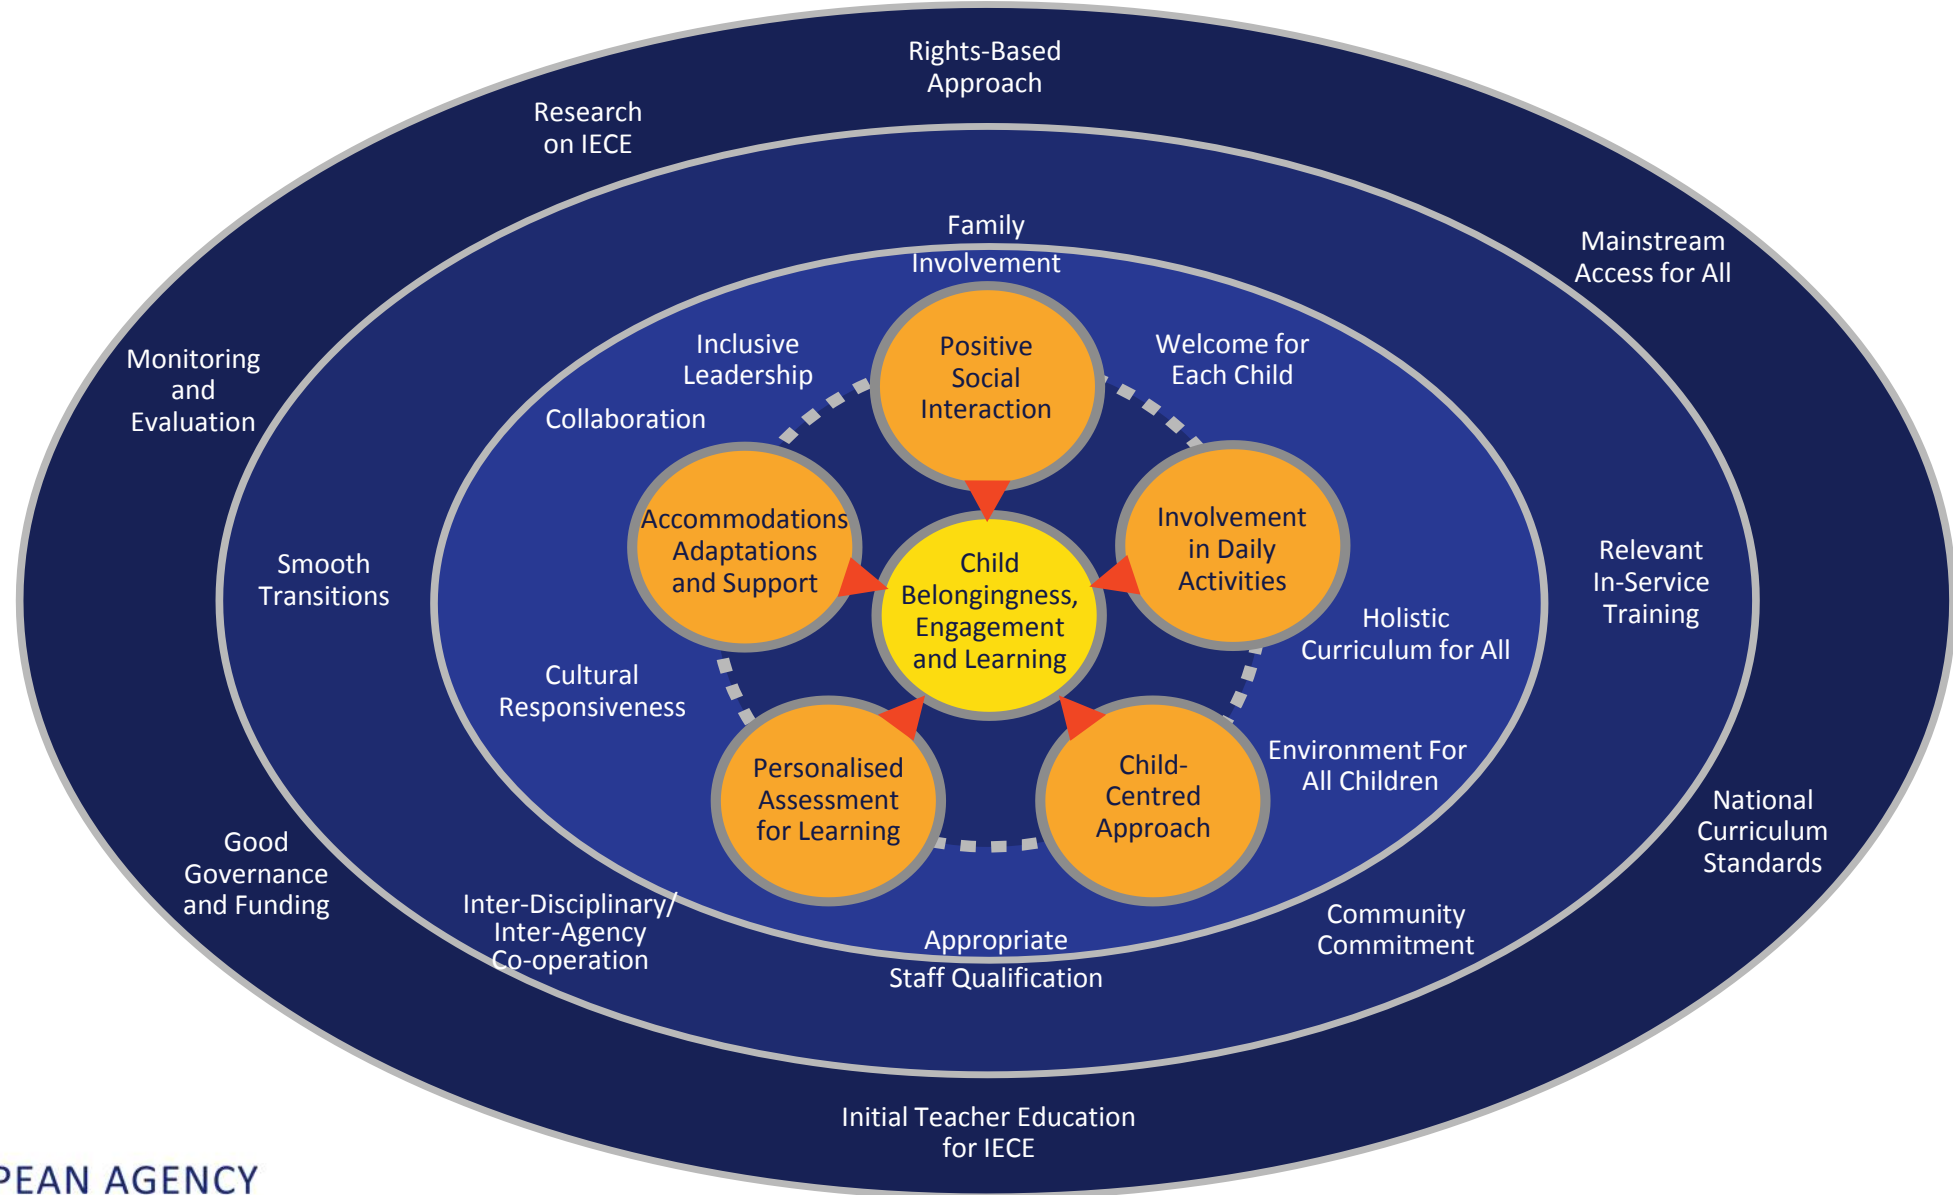 Rights-Based
Approach
Research
on IECE
Mainstream
Access for All
Monitoring
and
Evaluation
National
Curriculum
Standards
Good
Governance
and Funding
Initial Teacher Education
for IECE
Family
Involvement
Smooth
Transitions
Relevant
In-Service
Training
Inter-Disciplinary/
Inter-Agency
Co-operation
Community
Commitment
Appropriate
Staff Qualification
Inclusive
Leadership
Welcome for
Each Child
Collaboration
Holistic
Curriculum for All
Cultural
Responsiveness
Environment For
All Children
Positive
Social
Interaction
Accommodations
Adaptations
and Support
Involvement
in Daily
Activities
Child
Belongingness,
Engagement
and Learning
Personalised
Assessment
for Learning
Child-
Centred
Approach
PEAN AGENCY